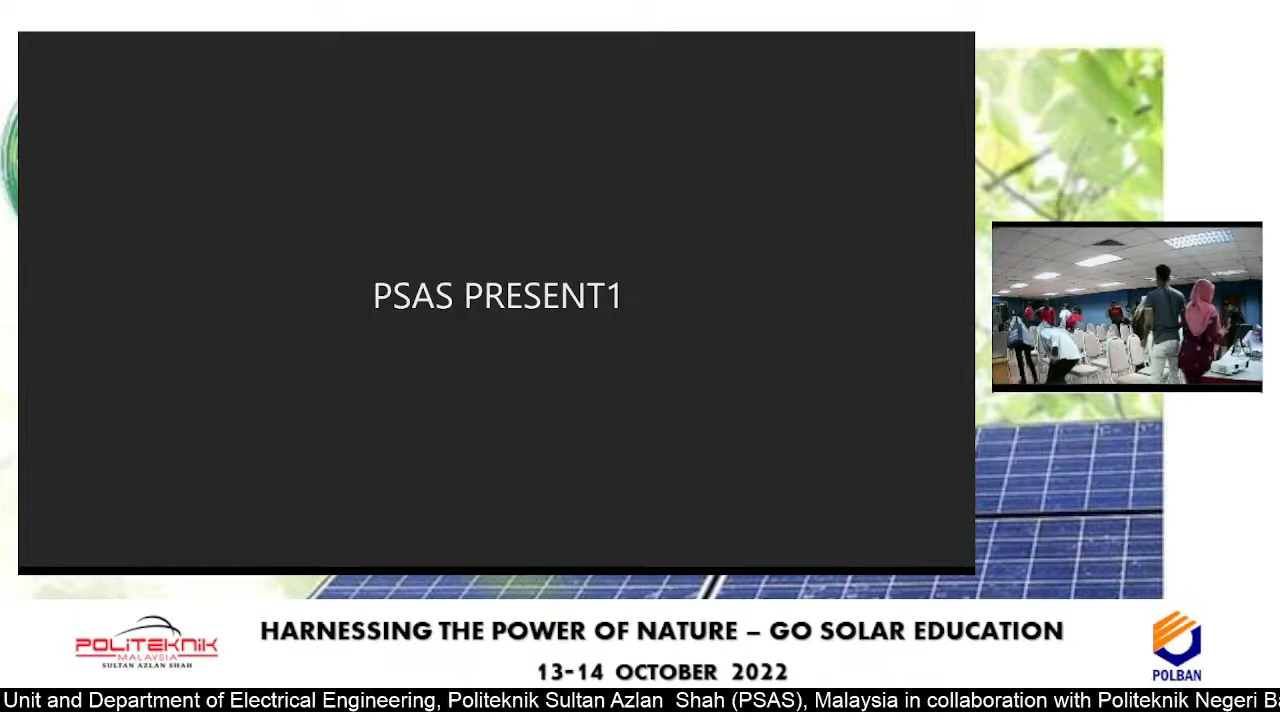 PSAS PRESENT1
POLITEKNIK
MALAYSIA
SULTAN AZLAN SHAH
HARNESSING THE POWER OF NATURE – GO SOLAR EDUCATION
13-14 OCTOBER 2022
POLBAN
Unit and Department of Electrical Engineering, Politeknik Sultan Azlan Shah (PSAS), Malaysia in collaboration with Politeknik Negeri